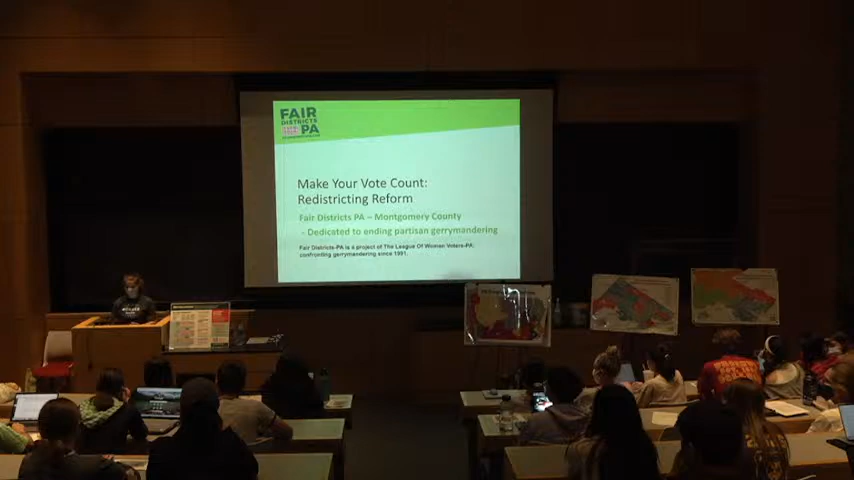 FAIR
DISTRICTS
PA
Make Your Vote Count:
Redistricting Reform
Fair Districts PA – Montgomery County
- Dedicated to ending partisan gerrymandering
Fair Districts-PA is a project of The League Of Women Voters-PA;
confronting gerrymandering since 1991.